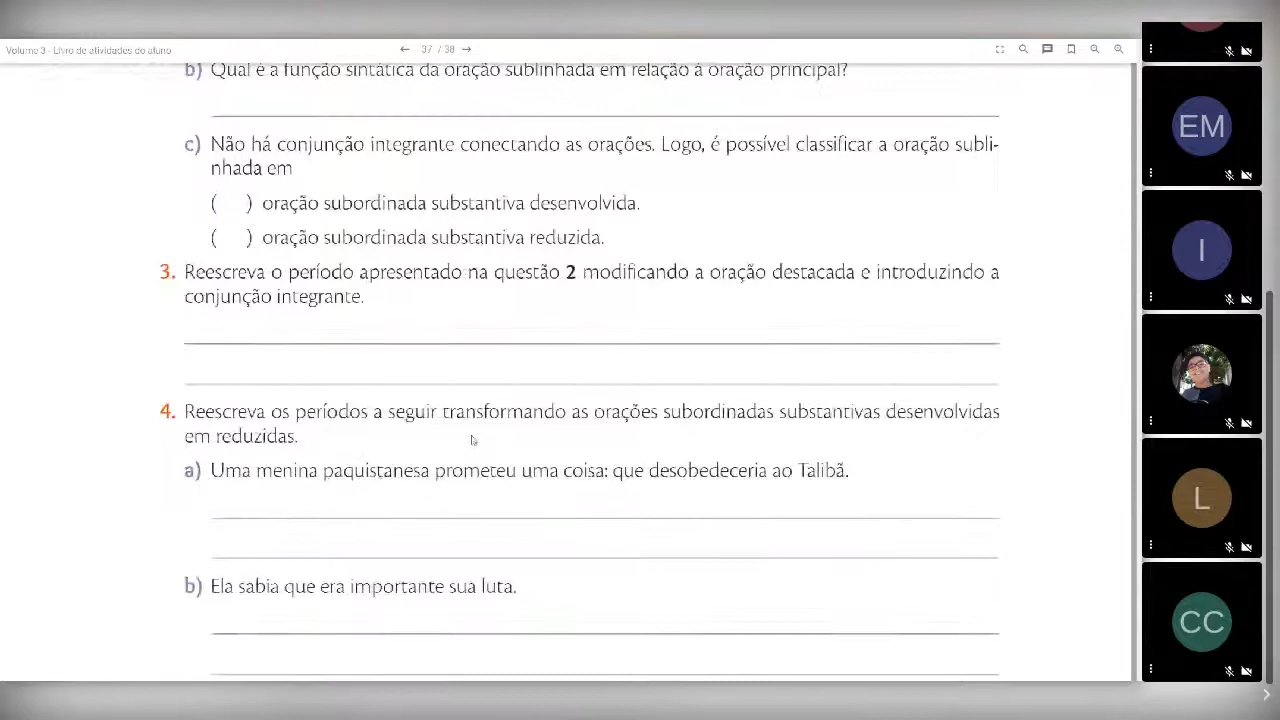 Volume 3 - Livro de atividades do aluno
37 / 38
b) Qual é a função sintática da oração sublinhada em relação à oração principal?
c) Não há conjunção integrante conectando as orações. Logo, é possível classificar a oração subli-
nhada em
( ) oração subordinada substantiva desenvolvida.
( ) oração subordinada substantiva reduzida.
3. Reescreva o período apresentado na questão 2 modificando a oração destacada e introduzindo a
conjunção integrante.
4. Reescreva os períodos a seguir transformando as orações subordinadas substantivas desenvolvidas
em reduzidas.
a) Uma menina paquistanesa prometeu uma coisa: que desobedeceria ao Talibã.
b) Ela sabia que era importante sua luta.
EM
I
L
CC